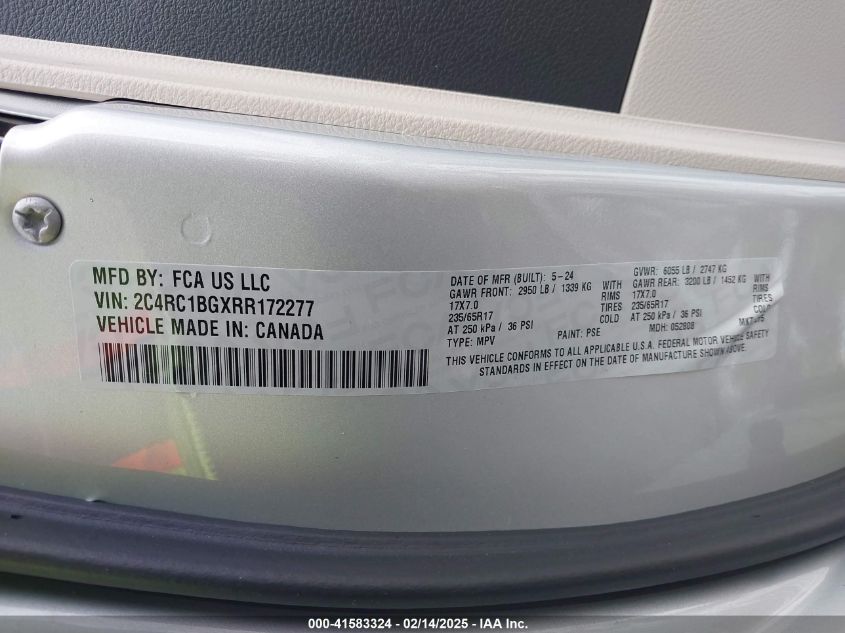 MFD BY: FCA US LLC
VIN: 2C4RC1BGXRR172277
VEHICLE MADE IN: CANADA
DATE OF MFR (BUILT): 5-24
GVWR: 6055 LB / 2747 KG
GAWR FRONT: 2950 LB / 1339 KG WITH
GAWR REAR: 3200 LB / 1452 KG WITH
17X7.0 RIMS
17X7.0 RIMS
235/65R17 TIRES
235/65R17 TIRES
AT 250 kPa / 36 PSI COLD
AT 250 kPa / 36 PSI COLD
TYPE: MPV PAINT: PSE MDH: 052808
THIS VEHICLE CONFORMS TO ALL APPLICABLE U.S.A. FEDERAL MOTOR VEHICLE SAFETY
STANDARDS IN EFFECT ON THE DATE OF MANUFACTURE SHOWN ABOVE.
000-41583324 - 02/14/2025 - IAA Inc.